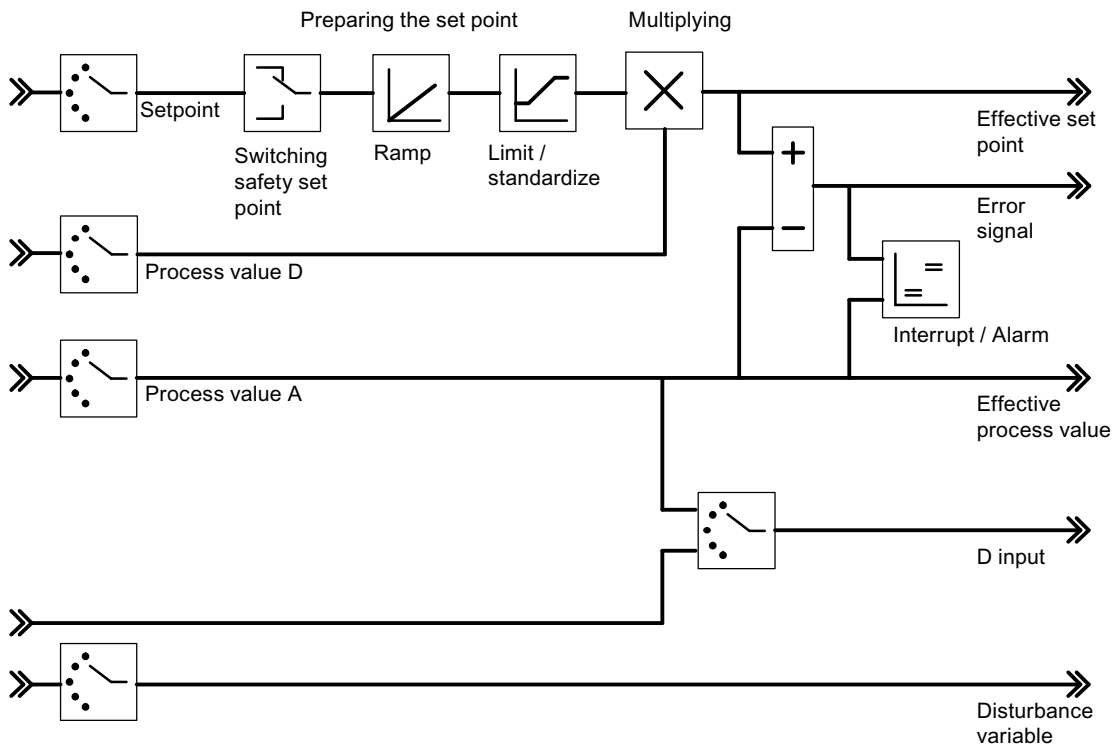 Preparing the set point
Multiplying
Setpoint
Switching
safety set
point
Ramp
Limit /
standardize
Effective set
point
Error
signal
Process value D
Interrupt / Alarm
Process value A
Effective
process value
D input
Disturbance
variable